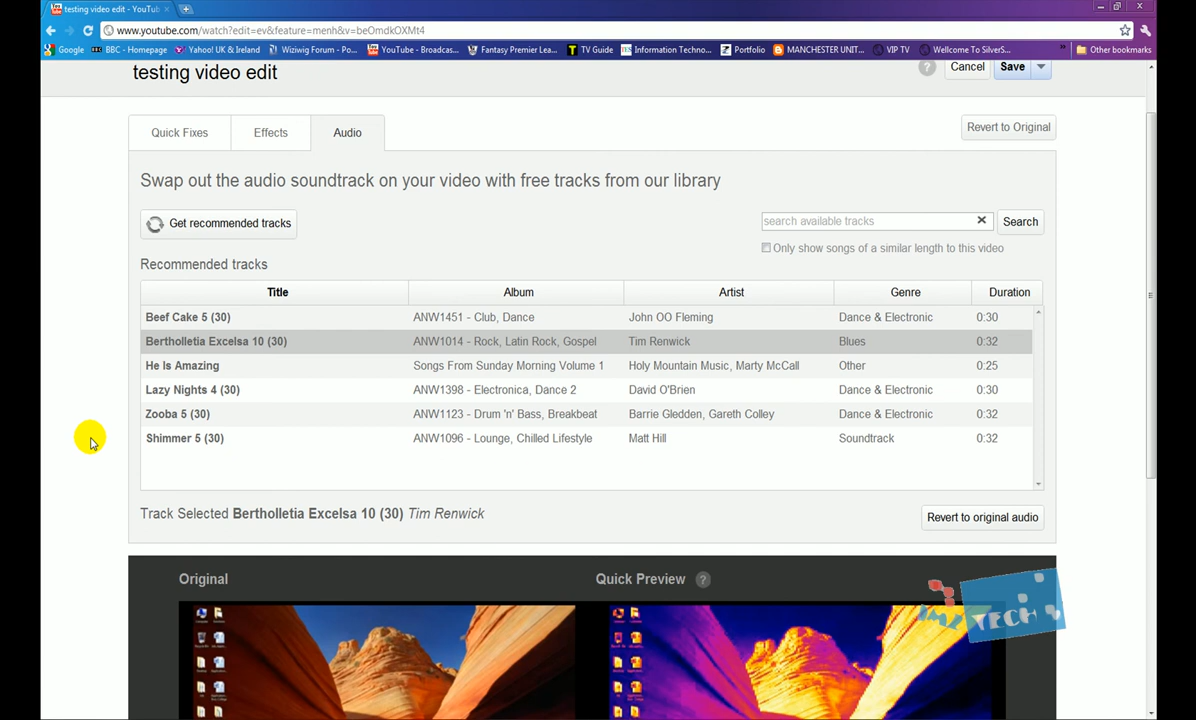 testing video edit - YouTub
www.youtube.com/watch?edit=ev&feature=menh&v=beOmdkOXMt4
Google BBC - Homepage Yahoo! UK & Ireland Wiziwig Forum - Po... YouTube - Broadcas... Fantasy Premier Lea... TV Guide Information Techno... Portfolio MANCHESTER UNIT... VIP TV Wellcome To SilverS... » Other bookmarks
testing video edit
? Cancel Save
Quick Fixes Effects Audio
Revert to Original
Swap out the audio soundtrack on your video with free tracks from our library
Get recommended tracks
search available tracks Search
Only show songs of a similar length to this video
Recommended tracks
Title Album Artist Genre Duration
Beef Cake 5 (30) ANW1451 - Club, Dance John OO Fleming Dance & Electronic 0:30
Bertholletia Excelsa 10 (30) ANW1014 - Rock, Latin Rock, Gospel Tim Renwick Blues 0:32
He Is Amazing Songs From Sunday Morning Volume 1 Holy Mountain Music, Marty McCall Other 0:25
Lazy Nights 4 (30) ANW1398 - Electronica, Dance 2 David O'Brien Dance & Electronic 0:30
Zooba 5 (30) ANW1123 - Drum 'n' Bass, Breakbeat Barrie Gledden, Gareth Colley Dance & Electronic 0:32
Shimmer 5 (30) ANW1096 - Lounge, Chilled Lifestyle Matt Hill Soundtrack 0:32
Track Selected Bertholletia Excelsa 10 (30) Tim Renwick
Revert to original audio
Original Quick Preview ?
TECH